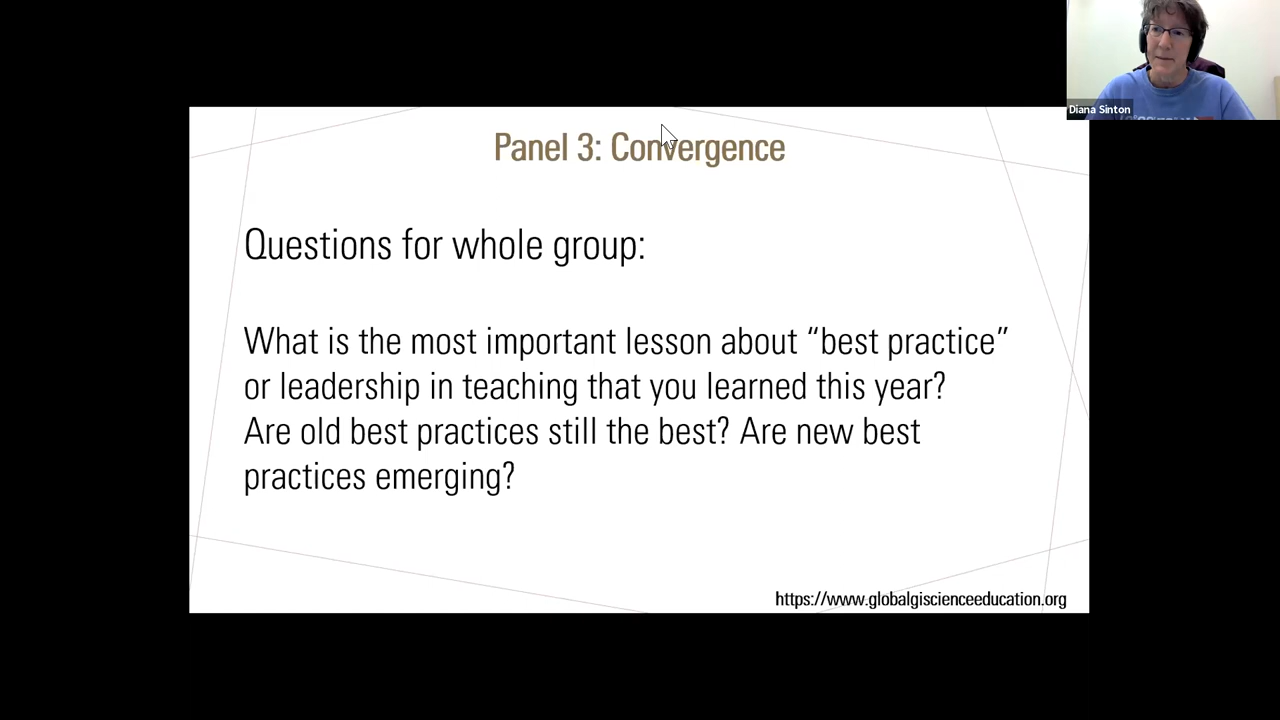 Diana Sinton
Panel 3: Convergence
Questions for whole group:
What is the most important lesson about “best practice”
or leadership in teaching that you learned this year?
Are old best practices still the best? Are new best
practices emerging?
https://www.globalgiscienceeducation.org